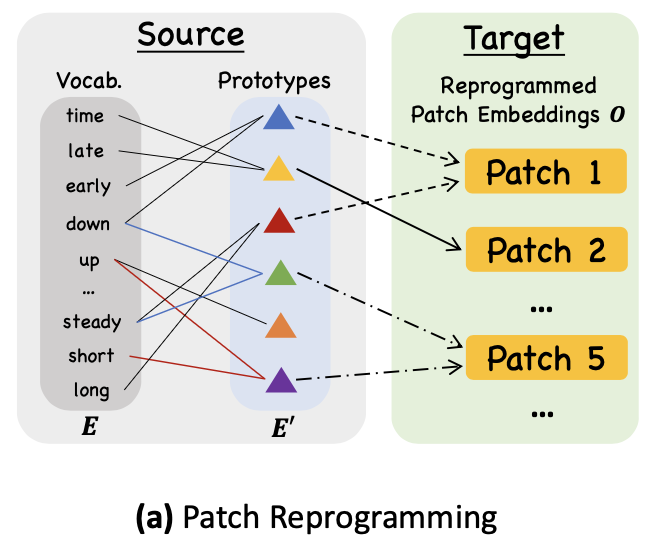 Source
Target
Vocab.
Prototypes
Reprogrammed
Patch Embeddings O
time
late
early
down
up
...
steady
short
long
E
E'
Patch 1
Patch 2
...
Patch 5
...
(a) Patch Reprogramming